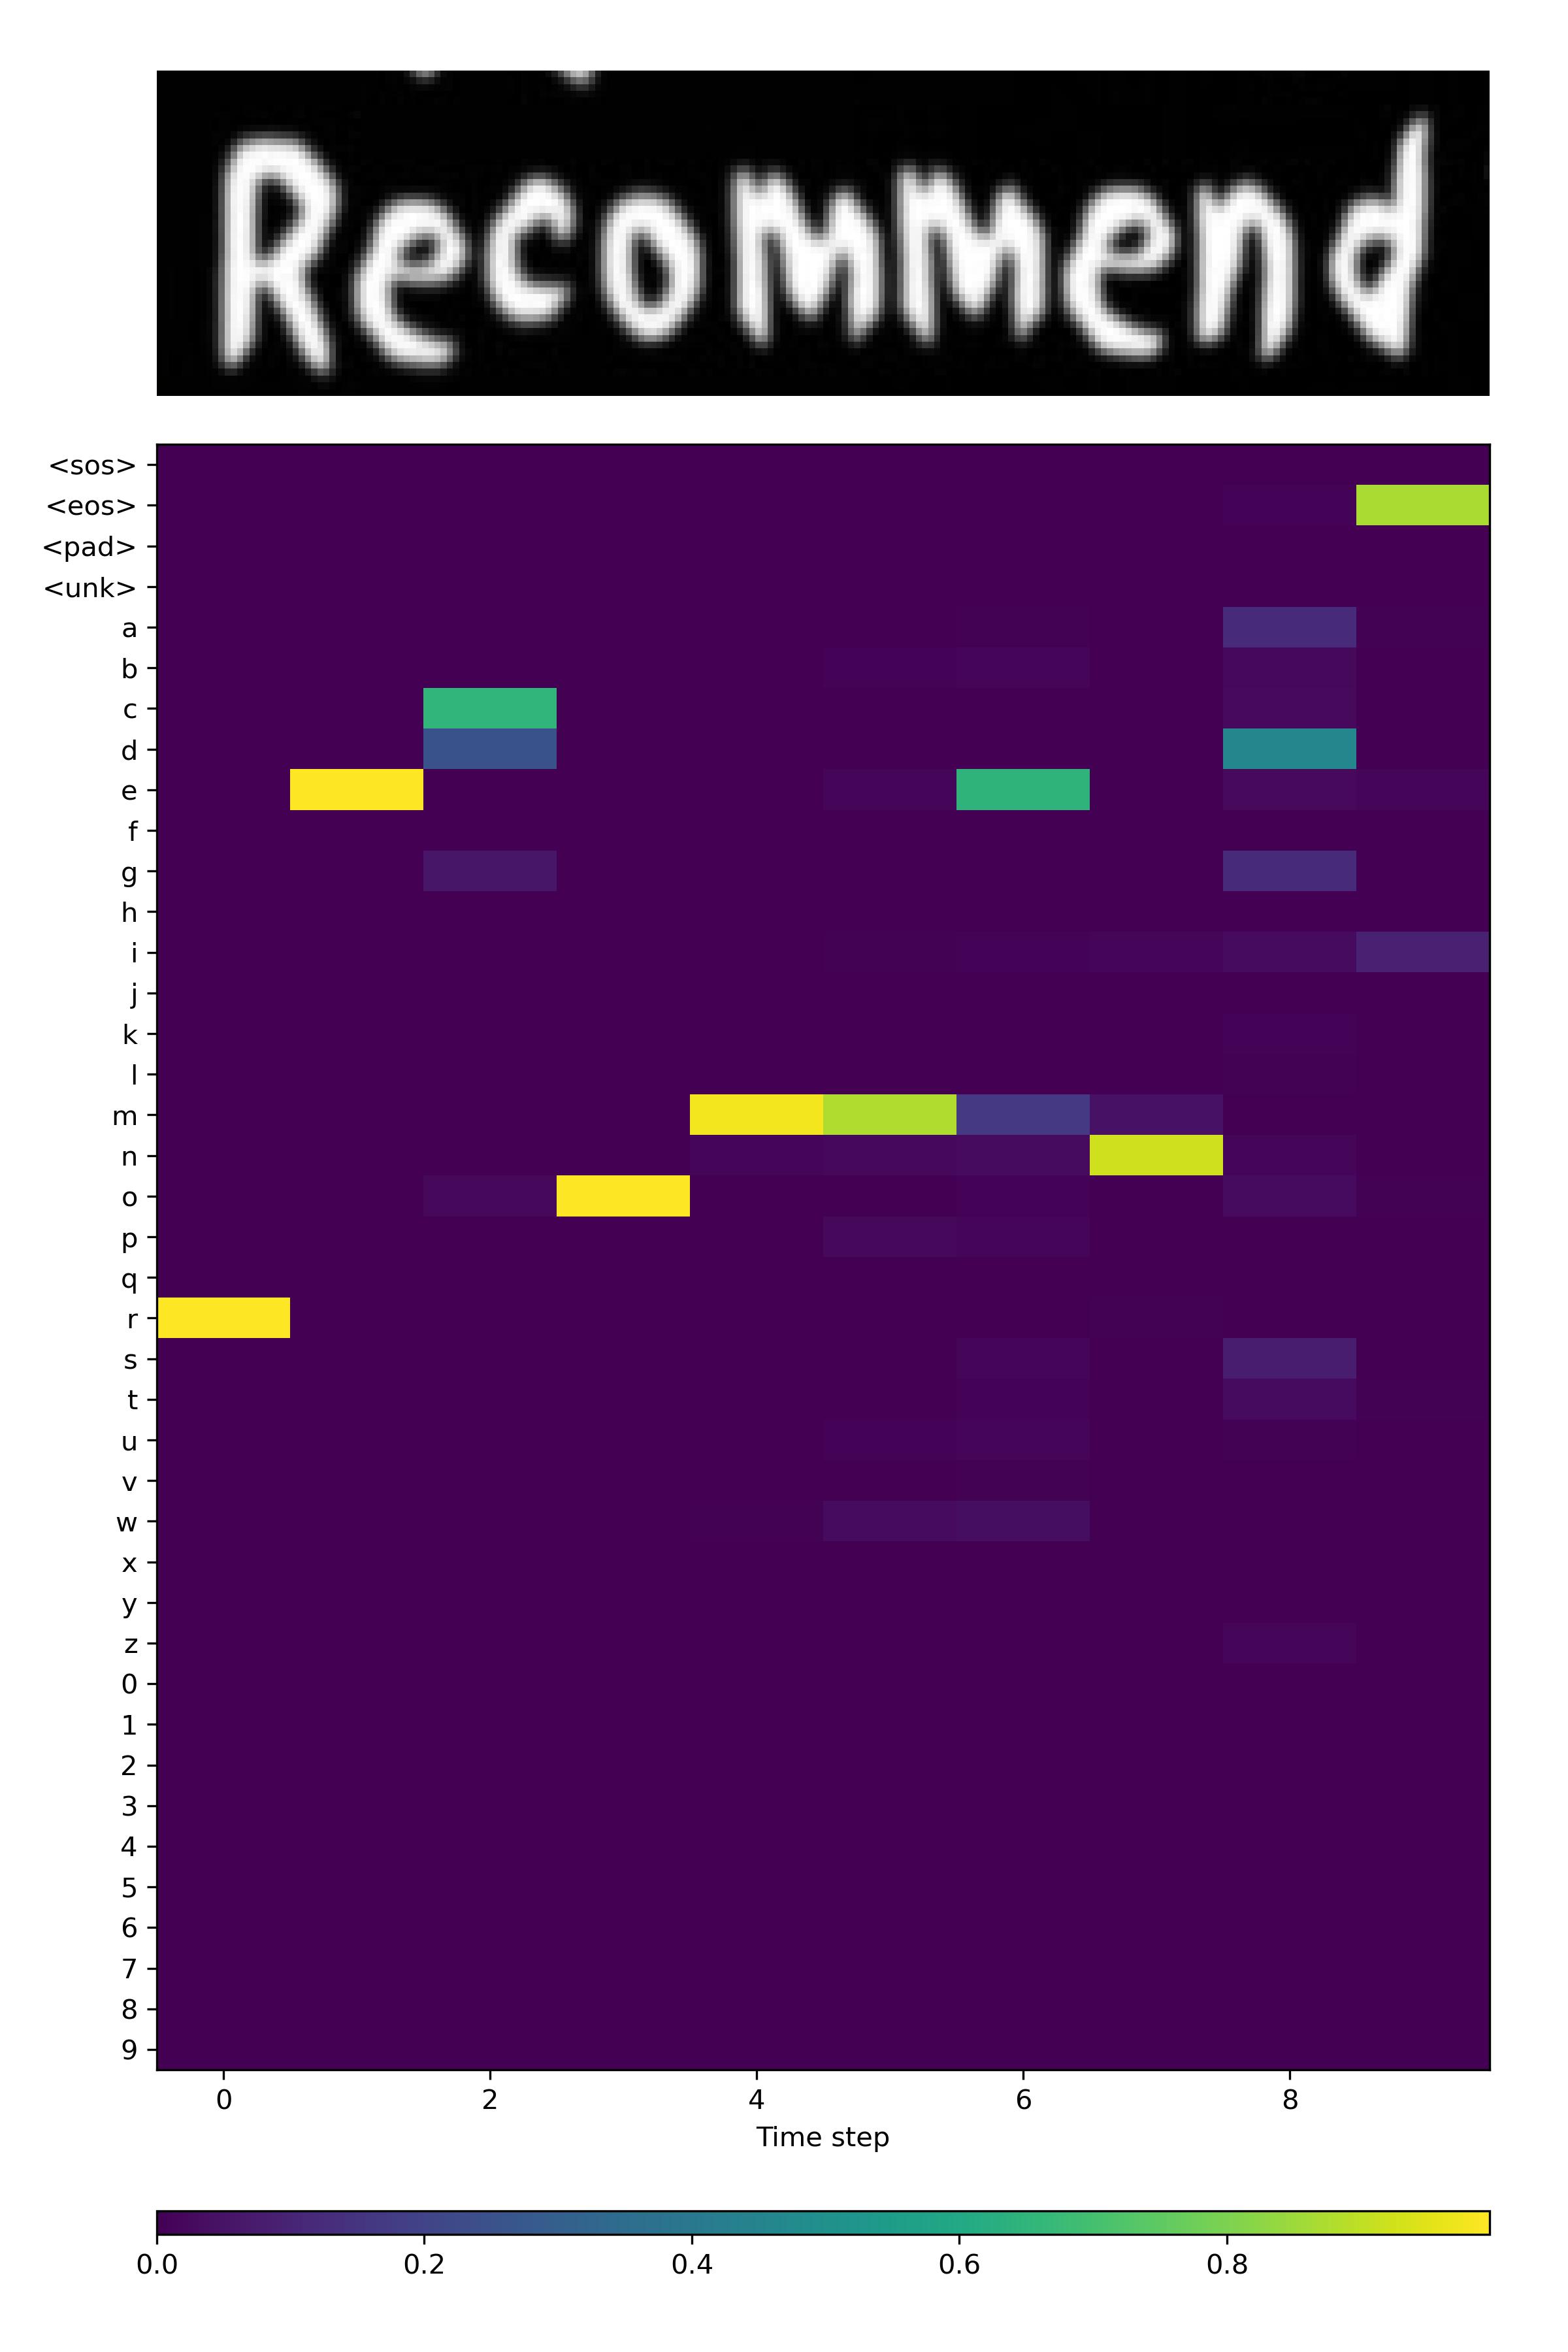 Recommend
<sos>
<eos>
<pad>
<unk>
a
b
c
d
e
f
g
h
i
j
k
l
m
n
o
p
q
r
s
t
u
v
w
x
y
z
0
1
2
3
4
5
6
7
8
9
0 2 4 6 8
Time step
0.0 0.2 0.4 0.6 0.8